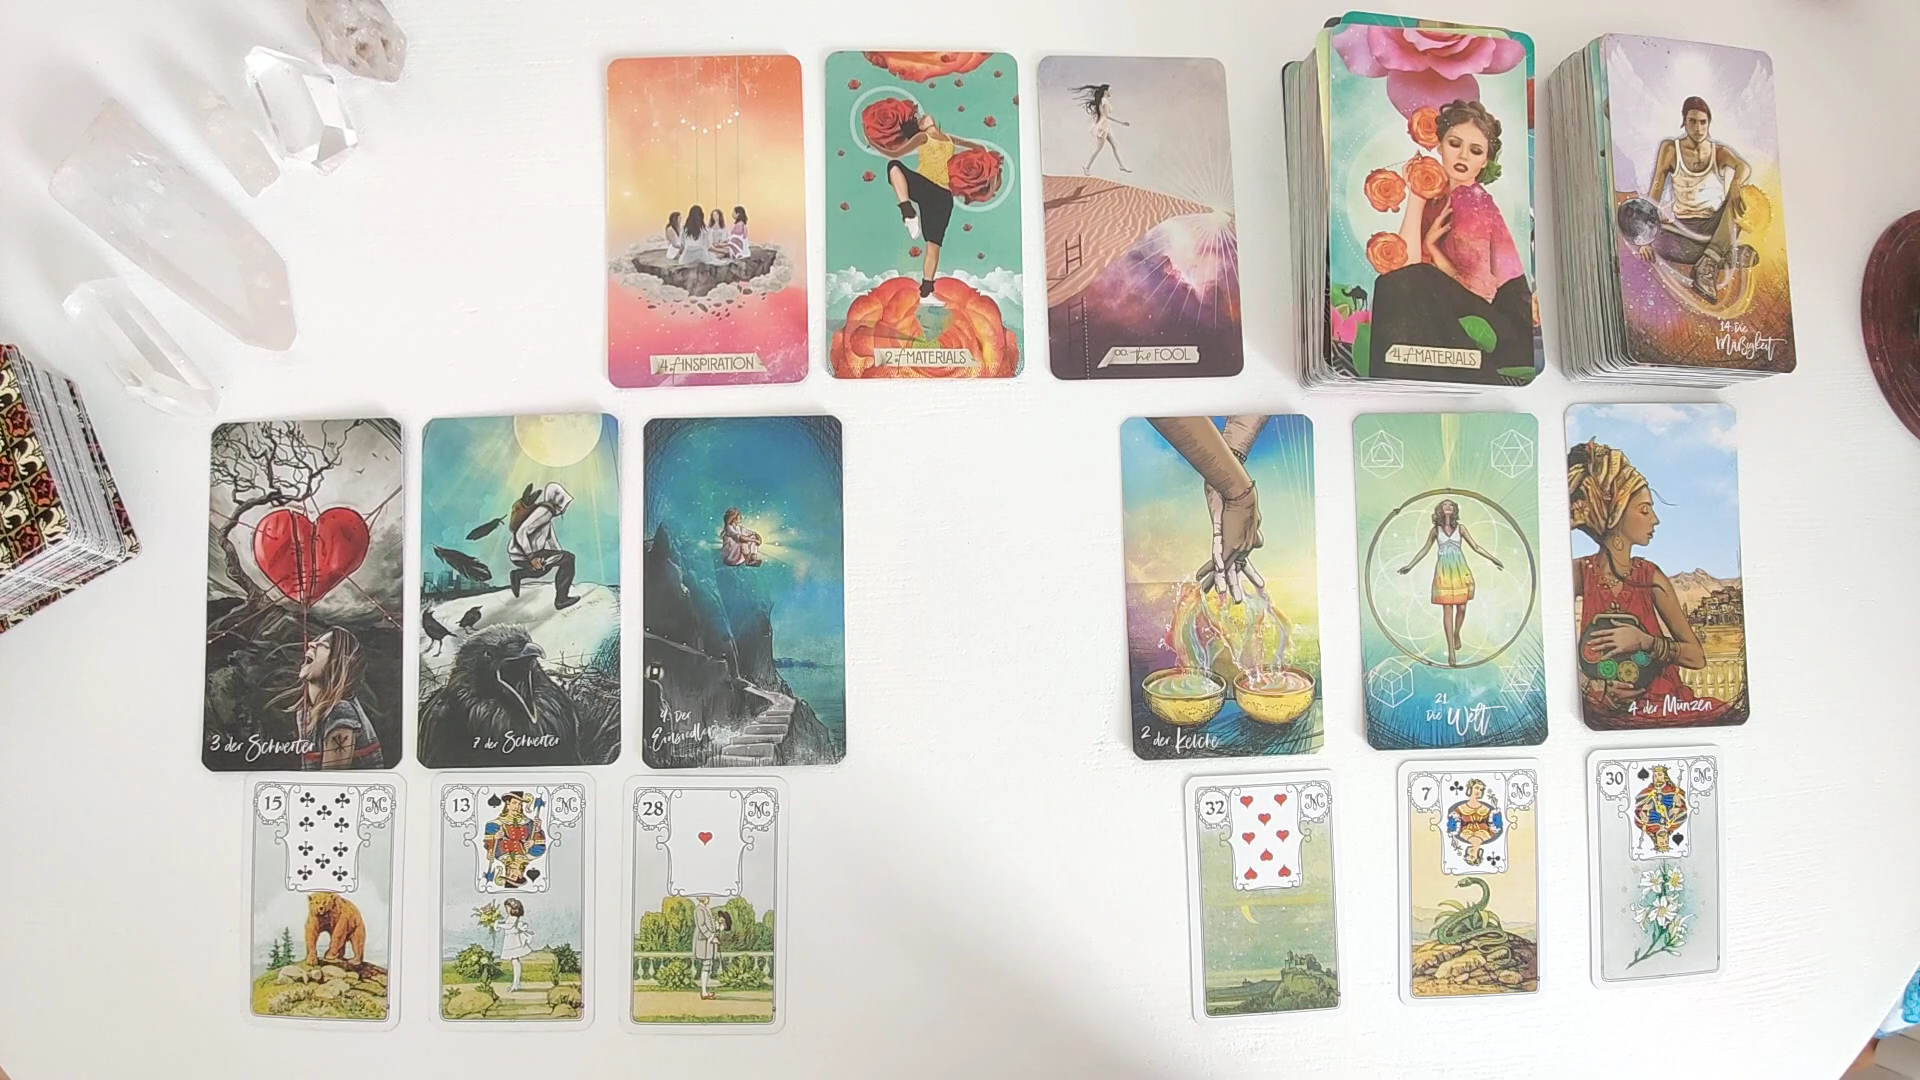 4 of INSPIRATION
2 of MATERIALS
00. the FOOL
4 of MATERIALS
14. Die
Mäßigkeit
3 der Schwerter
7 der Schwerter
9. Der
Einsiedler
2 der Kelche
21.
Die Welt
4 der Münzen
15
13
28
32
7
30